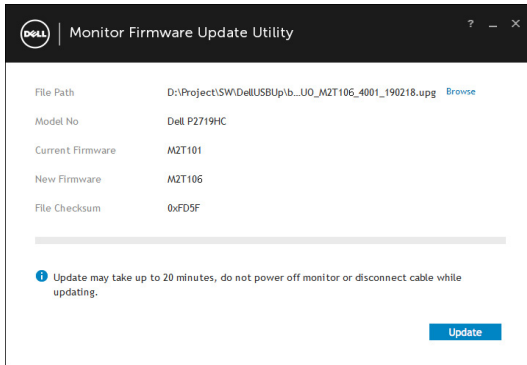 DELL Monitor Firmware Update Utility ? – ×
File Path D:\Project\SW\DellUSBUp\b...UO_M2T106_4001_190218.upg Browse
Model No Dell P2719HC
Current Firmware M2T101
New Firmware M2T106
File Checksum 0xFD5F
Update may take up to 20 minutes, do not power off monitor or disconnect cable while
updating.
Update